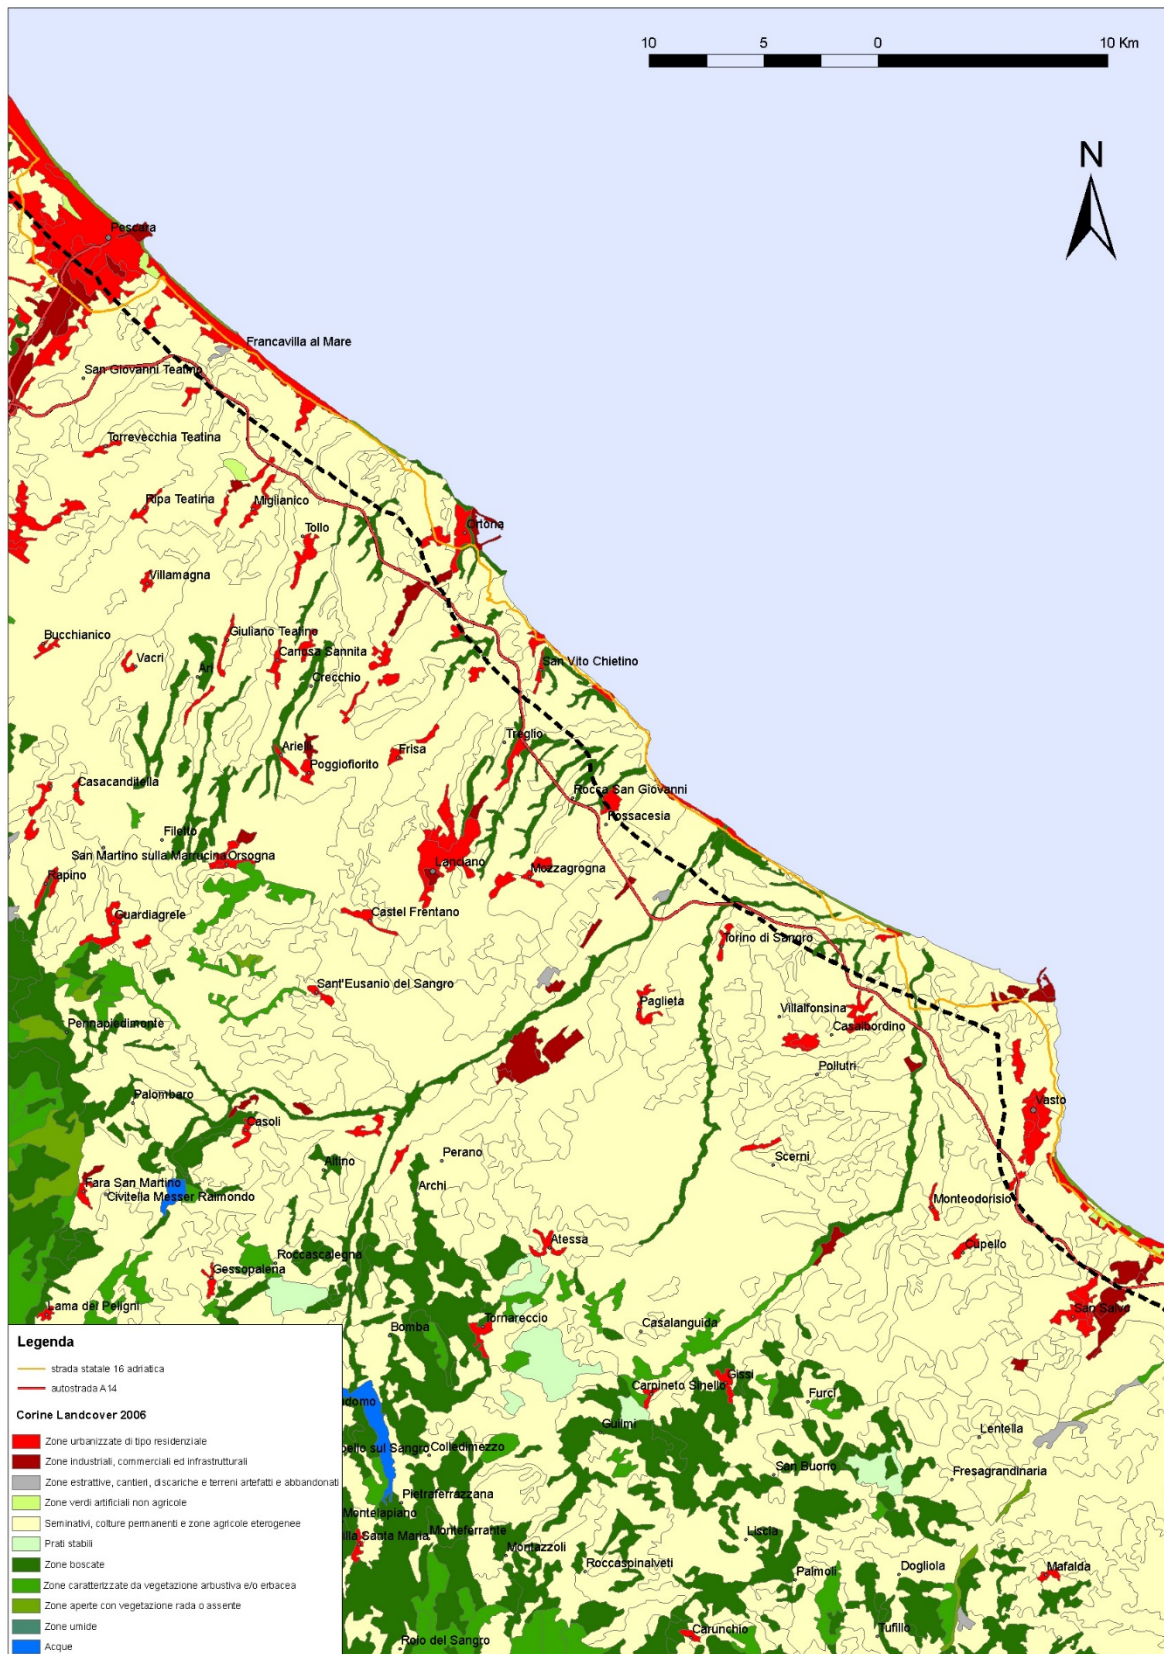 10 5 0 10 Km
N
Pescara
Francavilla al Mare
San Giovanni Teatino
Torrevecchia Teatina
Ripa Teatina
Miglianico
Tollo
Ortona
Villamagna
Bucchianico
Giuliano Teatino
Vacri
Ari
Canosa Sannita
Crecchio
San Vito Chietino
Arielli
Poggiofiorito
Frisa
Treglio
Casacanditella
Rocca San Giovanni
Fossacesia
Filetto
San Martino sulla Marrucina
Orsogna
Lanciano
Mozzagrogna
Rapino
Guardiagrele
Castel Frentano
Torino di Sangro
Sant'Eusanio del Sangro
Paglieta
Villalfonsina
Casalbordino
Pennapiedimonte
Pollutri
Palombaro
Casoli
Vasto
Perano
Scerni
Altino
Fara San Martino
Civitella Messer Raimondo
Archi
Monteodorisio
Atessa
Cupello
Roccascalegna
Gessopalena
Lama dei Peligni
San Salvo
Bomba
Tornareccio
Casalanguida
Carpineto Sinello
Gissi
Furci
Guilmi
Lentella
Colledimezzo
San Buono
Fresagrandinaria
Pietraferrazzana
Montelapiano
Monteferrante
Liscia
Montazzoli
Roccaspinalveti
Palmoli
Dogliola
Mafalda
Carunchio
Tufillo
Roio del Sangro
Legenda
strada statale 16 adriatica
autostrada A14
Corine Landcover 2006
Zone urbanizzate di tipo residenziale
Zone industriali, commerciali ed infrastrutturali
Zone estrattive, cantieri, discariche e terreni artefatti e abbandonati
Zone verdi artificiali non agricole
Seminativi, colture permanenti e zone agricole eterogenee
Prati stabili
Zone boscate
Zone caratterizzate da vegetazione arbustiva e/o erbacea
Zone aperte con vegetazione rada o assente
Zone umide
Acque